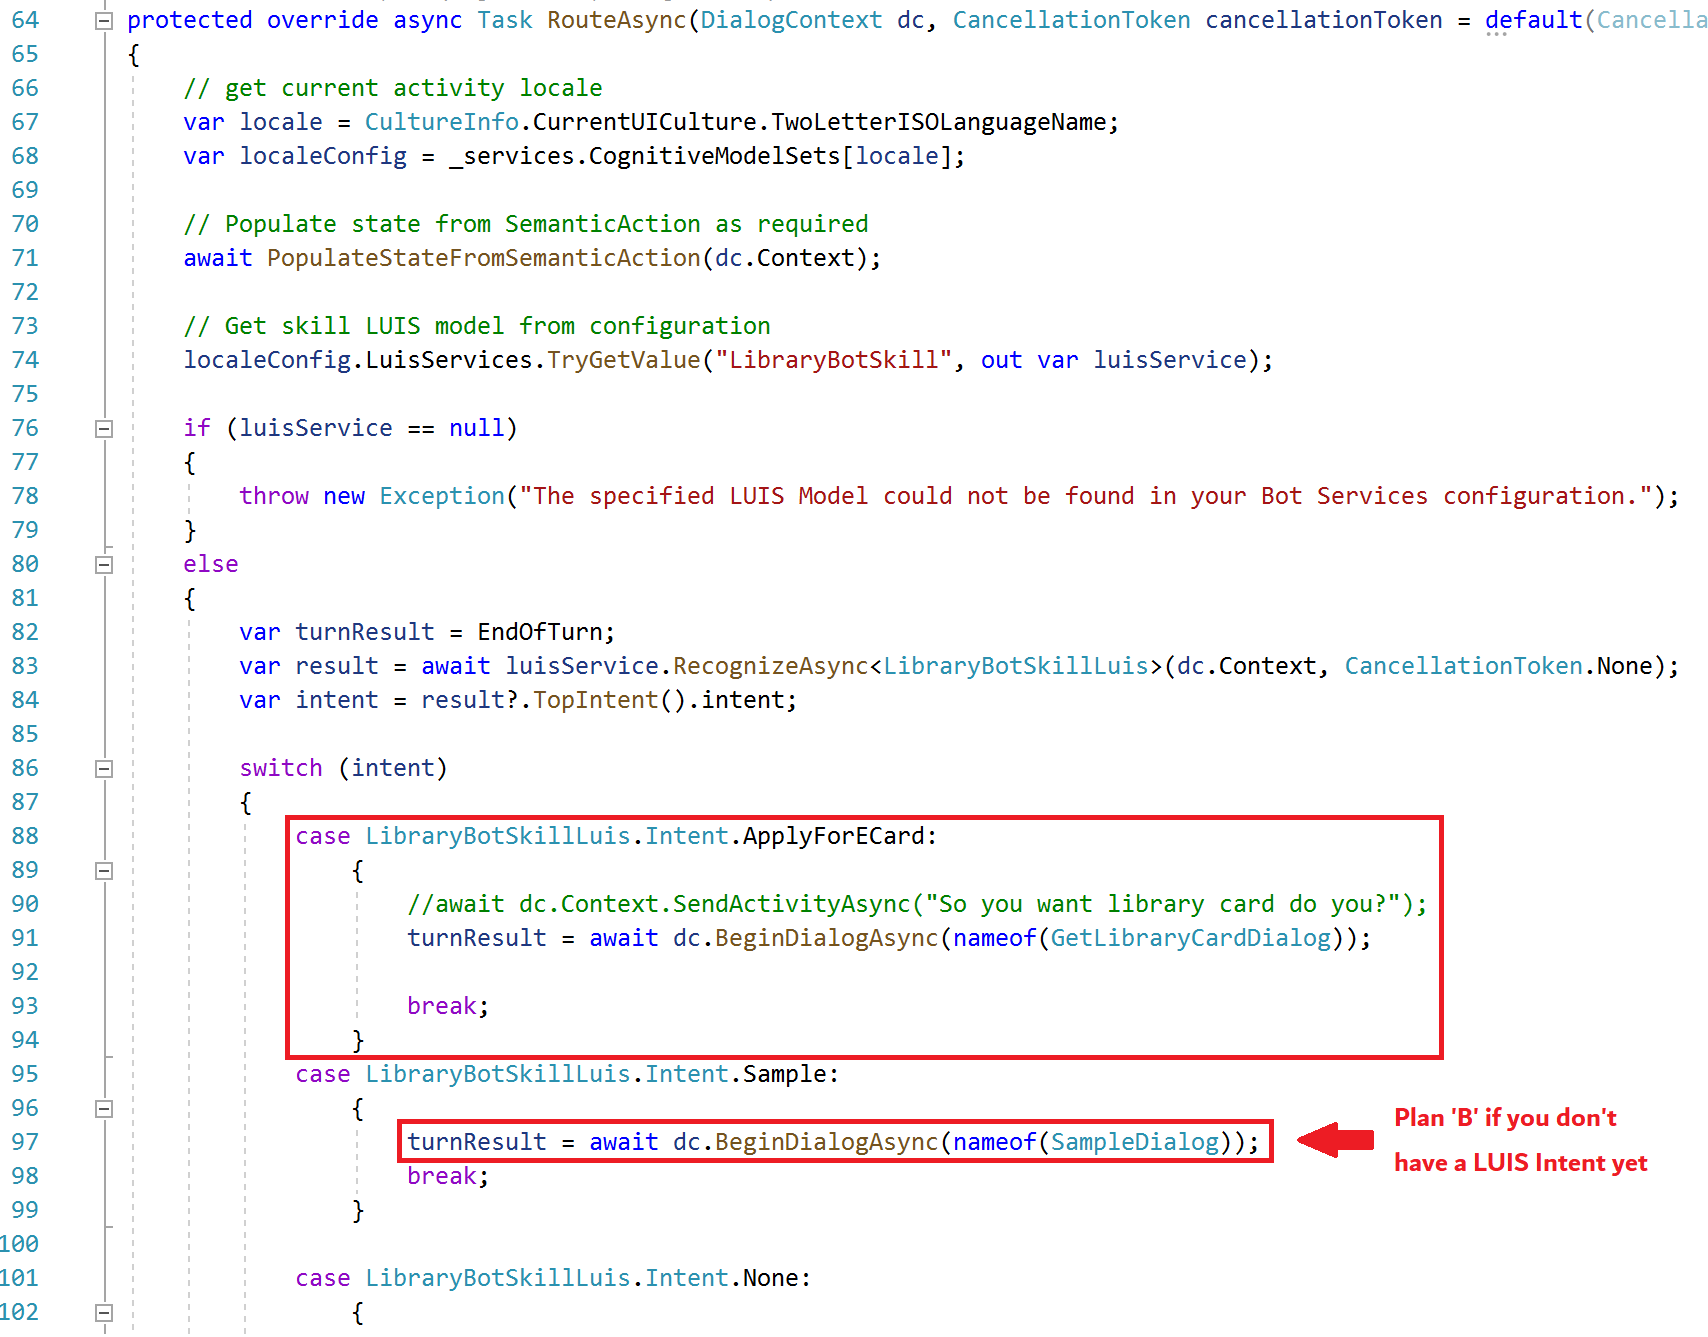 64 protected override async Task RouteAsync(DialogContext dc, CancellationToken cancellationToken = default(Cancella
65 {
66 // get current activity locale
67 var locale = CultureInfo.CurrentUICulture.TwoLetterISOLanguageName;
68 var localeConfig = _services.CognitiveModelSets[locale];
69
70 // Populate state from SemanticAction as required
71 await PopulateStateFromSemanticAction(dc.Context);
72
73 // Get skill LUIS model from configuration
74 localeConfig.LuisServices.TryGetValue("LibraryBotSkill", out var luisService);
75
76 if (luisService == null)
77 {
78 throw new Exception("The specified LUIS Model could not be found in your Bot Services configuration.");
79 }
80 else
81 {
82 var turnResult = EndOfTurn;
83 var result = await luisService.RecognizeAsync<LibraryBotSkillLuis>(dc.Context, CancellationToken.None);
84 var intent = result?.TopIntent().intent;
85
86 switch (intent)
87 {
88 case LibraryBotSkillLuis.Intent.ApplyForECard:
89 {
90 //await dc.Context.SendActivityAsync("So you want library card do you?");
91 turnResult = await dc.BeginDialogAsync(nameof(GetLibraryCardDialog));
92
93 break;
94 }
95 case LibraryBotSkillLuis.Intent.Sample:
96 {
97 turnResult = await dc.BeginDialogAsync(nameof(SampleDialog));
Plan 'B' if you don't
have a LUIS Intent yet
98 break;
99 }
100
101 case LibraryBotSkillLuis.Intent.None:
102 {